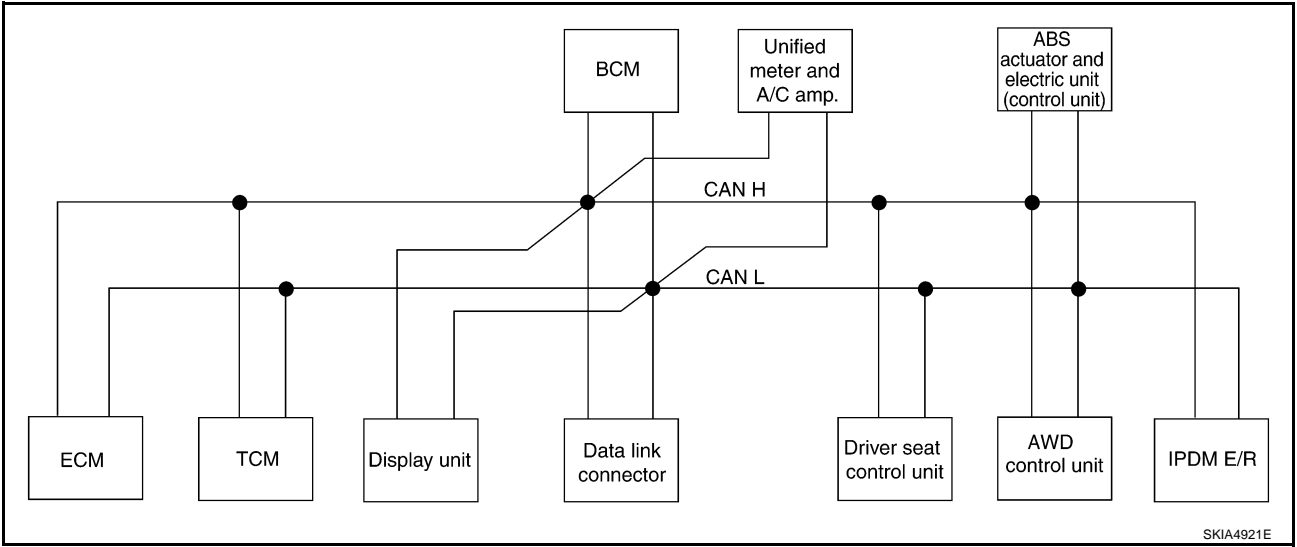 BCM
Unified
meter and
A/C amp.
ABS
actuator and
electric unit
(control unit)
CAN H
CAN L
ECM
TCM
Display unit
Data link
connector
Driver seat
control unit
AWD
control unit
IPDM E/R
SKIA4921E